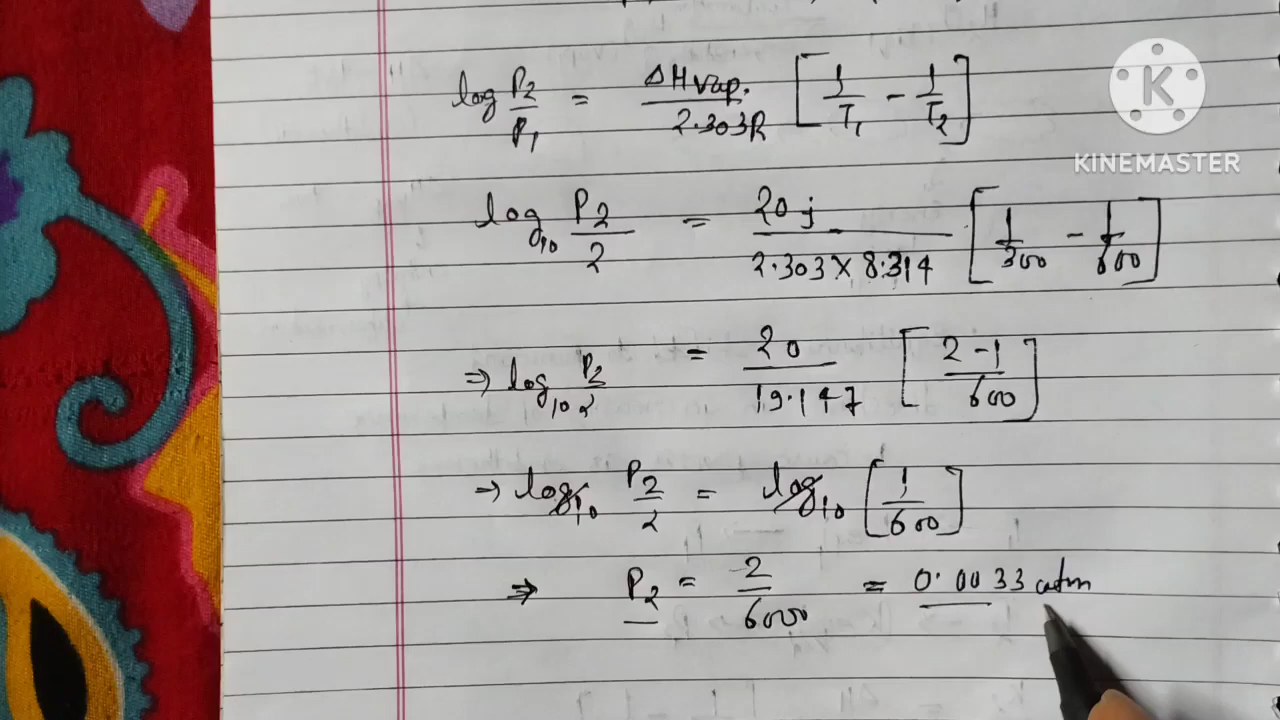 KINEMASTER
log P2/P1 = ΔHvap./2.303R [1/T1 - 1/T2]
log10 P2/2 = 20 j/2.303 x 8.314 [1/300 - 1/600]
⇒ log10 P2/2 = 20/19.147 [2-1/600]
→ log10 P2/2 = log10 [1/600]
⇒ P2 = 2/6000 = 0.0033 atm